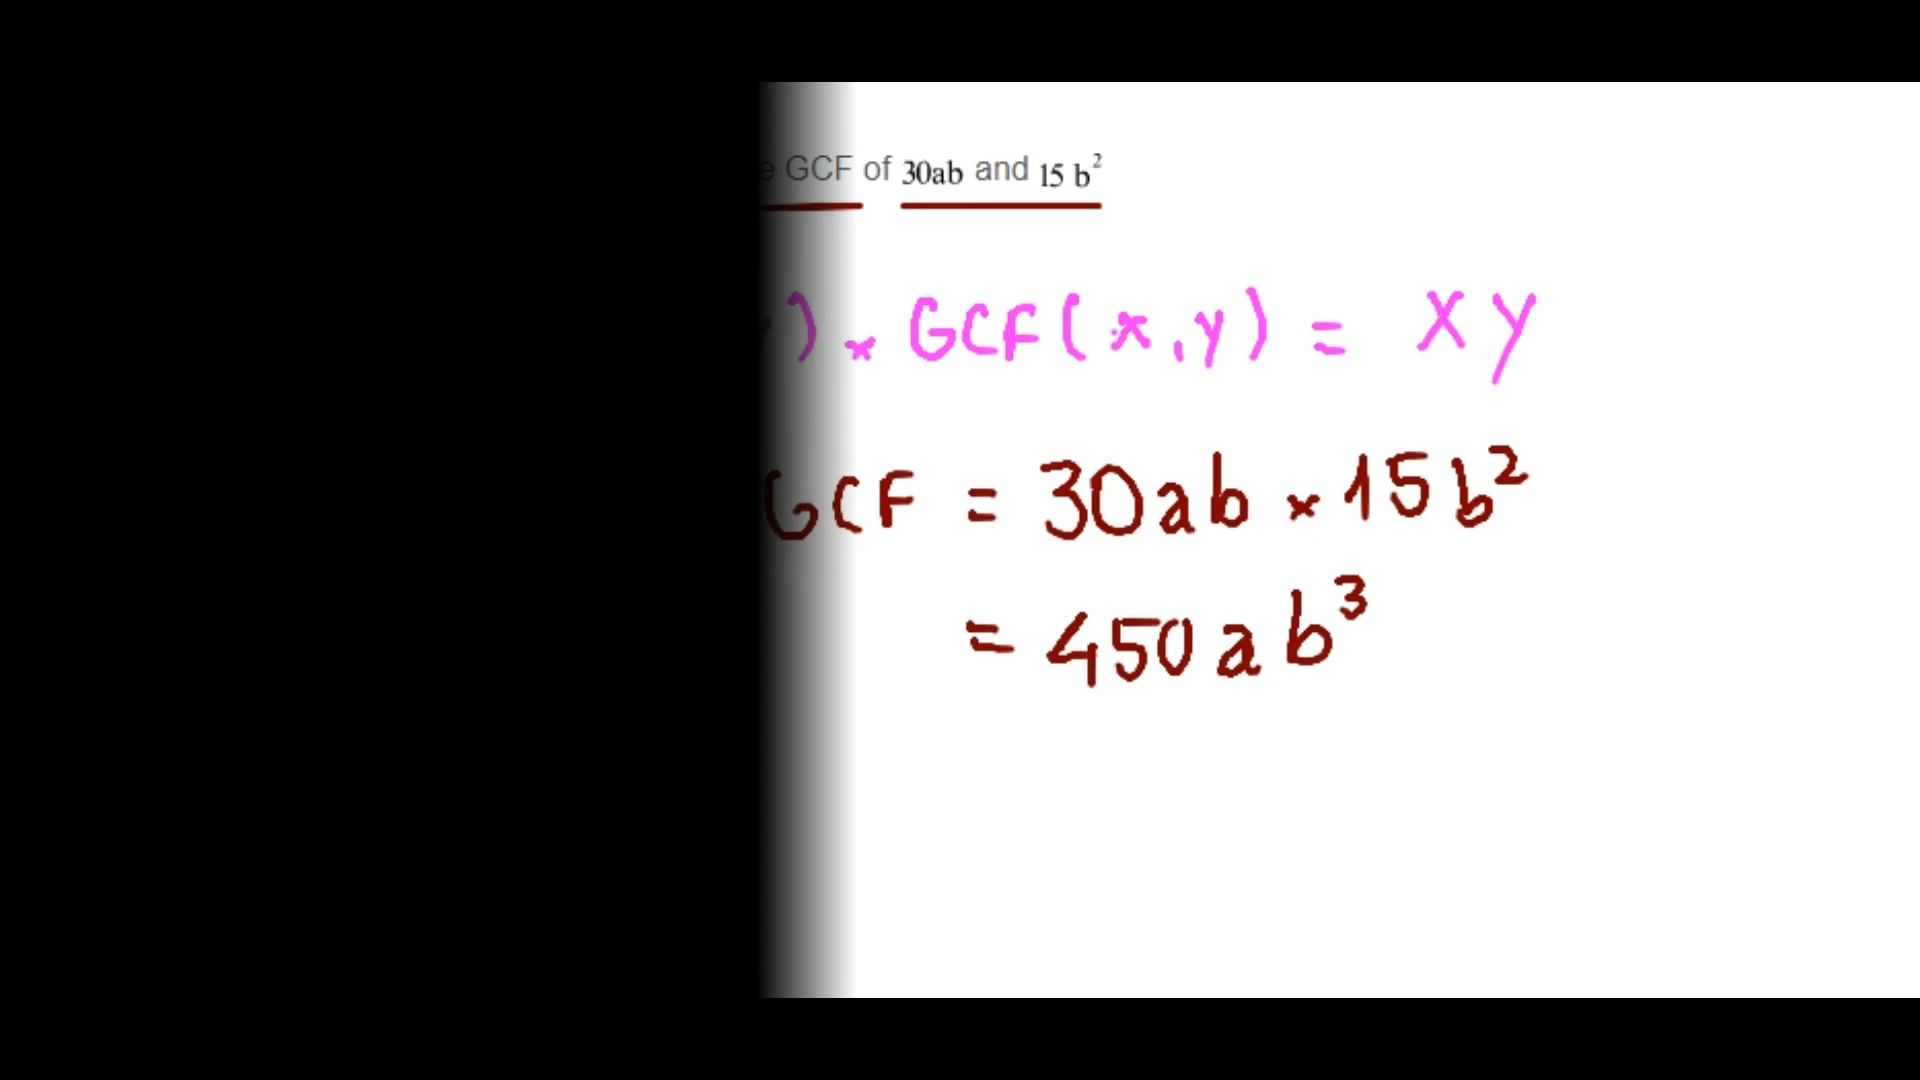 GCF of 30ab and 15 b²
) × GCF(x,y) = xy
GCF = 30ab × 15b²
= 450ab³